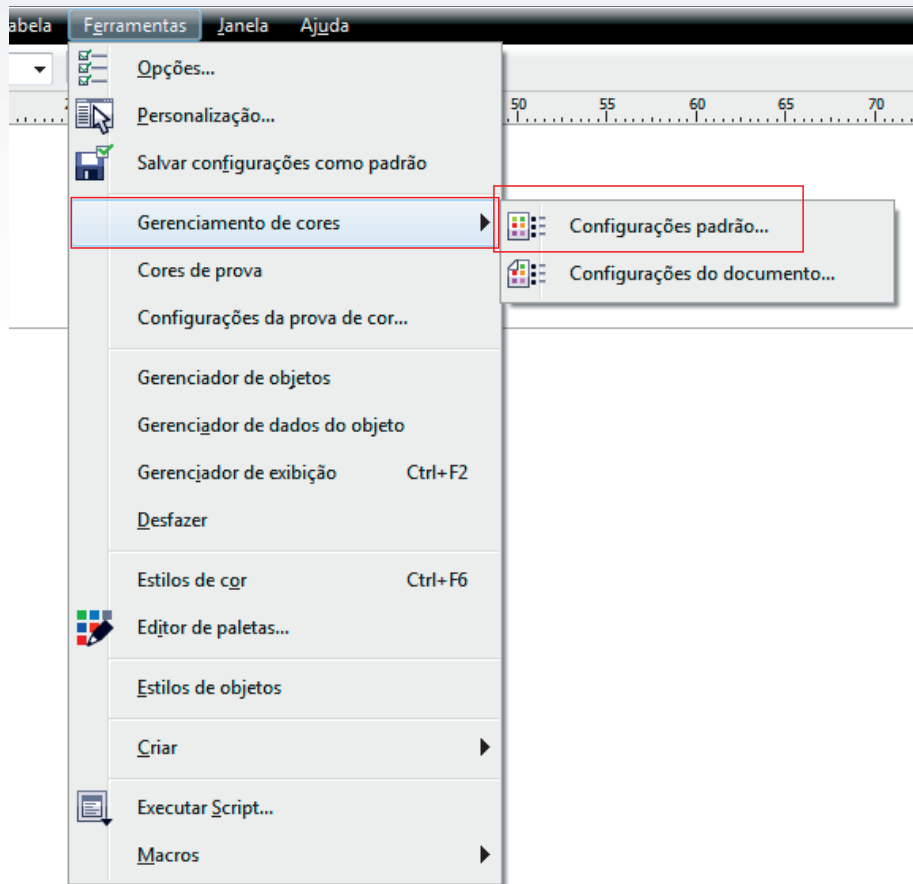 abela Ferramentas Janela Ajuda
Opções...
50 55 60 65 70
Personalização...
Salvar configurações como padrão
Gerenciamento de cores
Configurações padrão...
Cores de prova
Configurações do documento...
Configurações da prova de cor...
Gerenciador de objetos
Gerenciador de dados do objeto
Gerenciador de exibição Ctrl+F2
Desfazer
Estilos de cor Ctrl+F6
Editor de paletas...
Estilos de objetos
Criar
Executar Script...
Macros